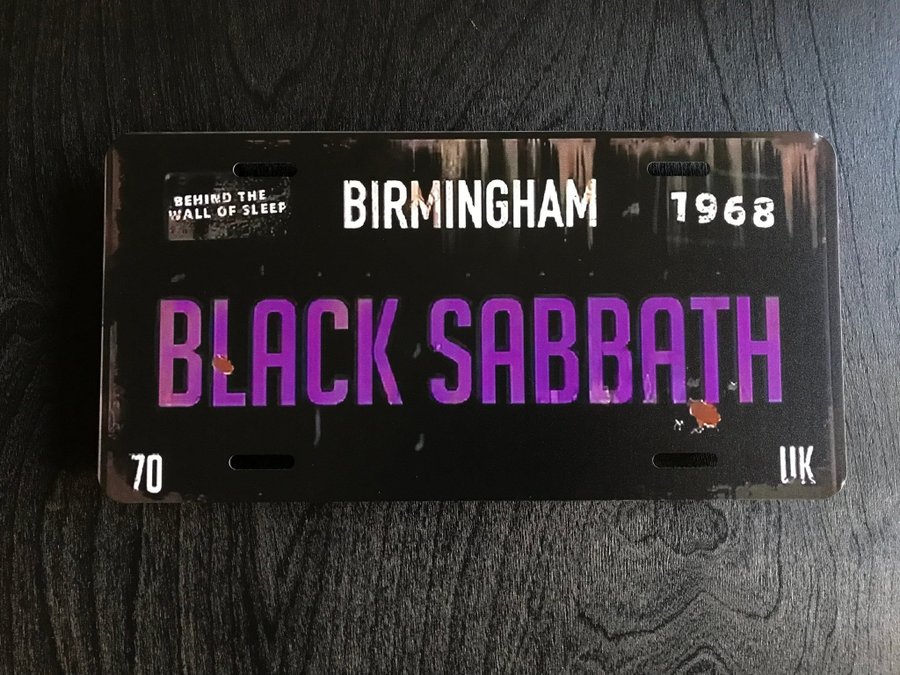 BEHIND THE
WALL OF SLEEP
BIRMINGHAM
1968
BLACK SABBATH
70
UK